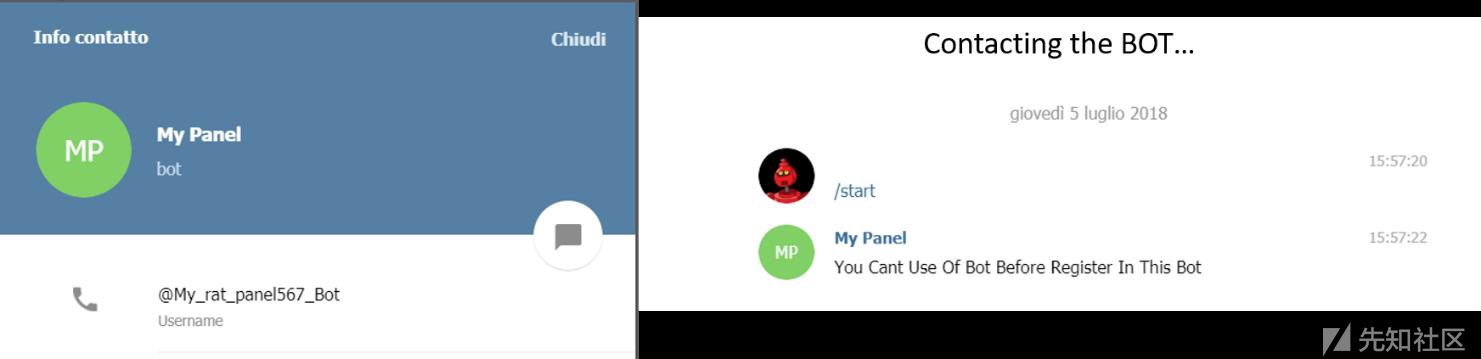 Info contatto
Chiudi
MP
My Panel
bot
@My_rat_panel567_Bot
Username
Contacting the BOT...
giovedì 5 luglio 2018
15:57:20
/start
MP
My Panel
15:57:22
You Cant Use Of Bot Before Register In This Bot
先知社区